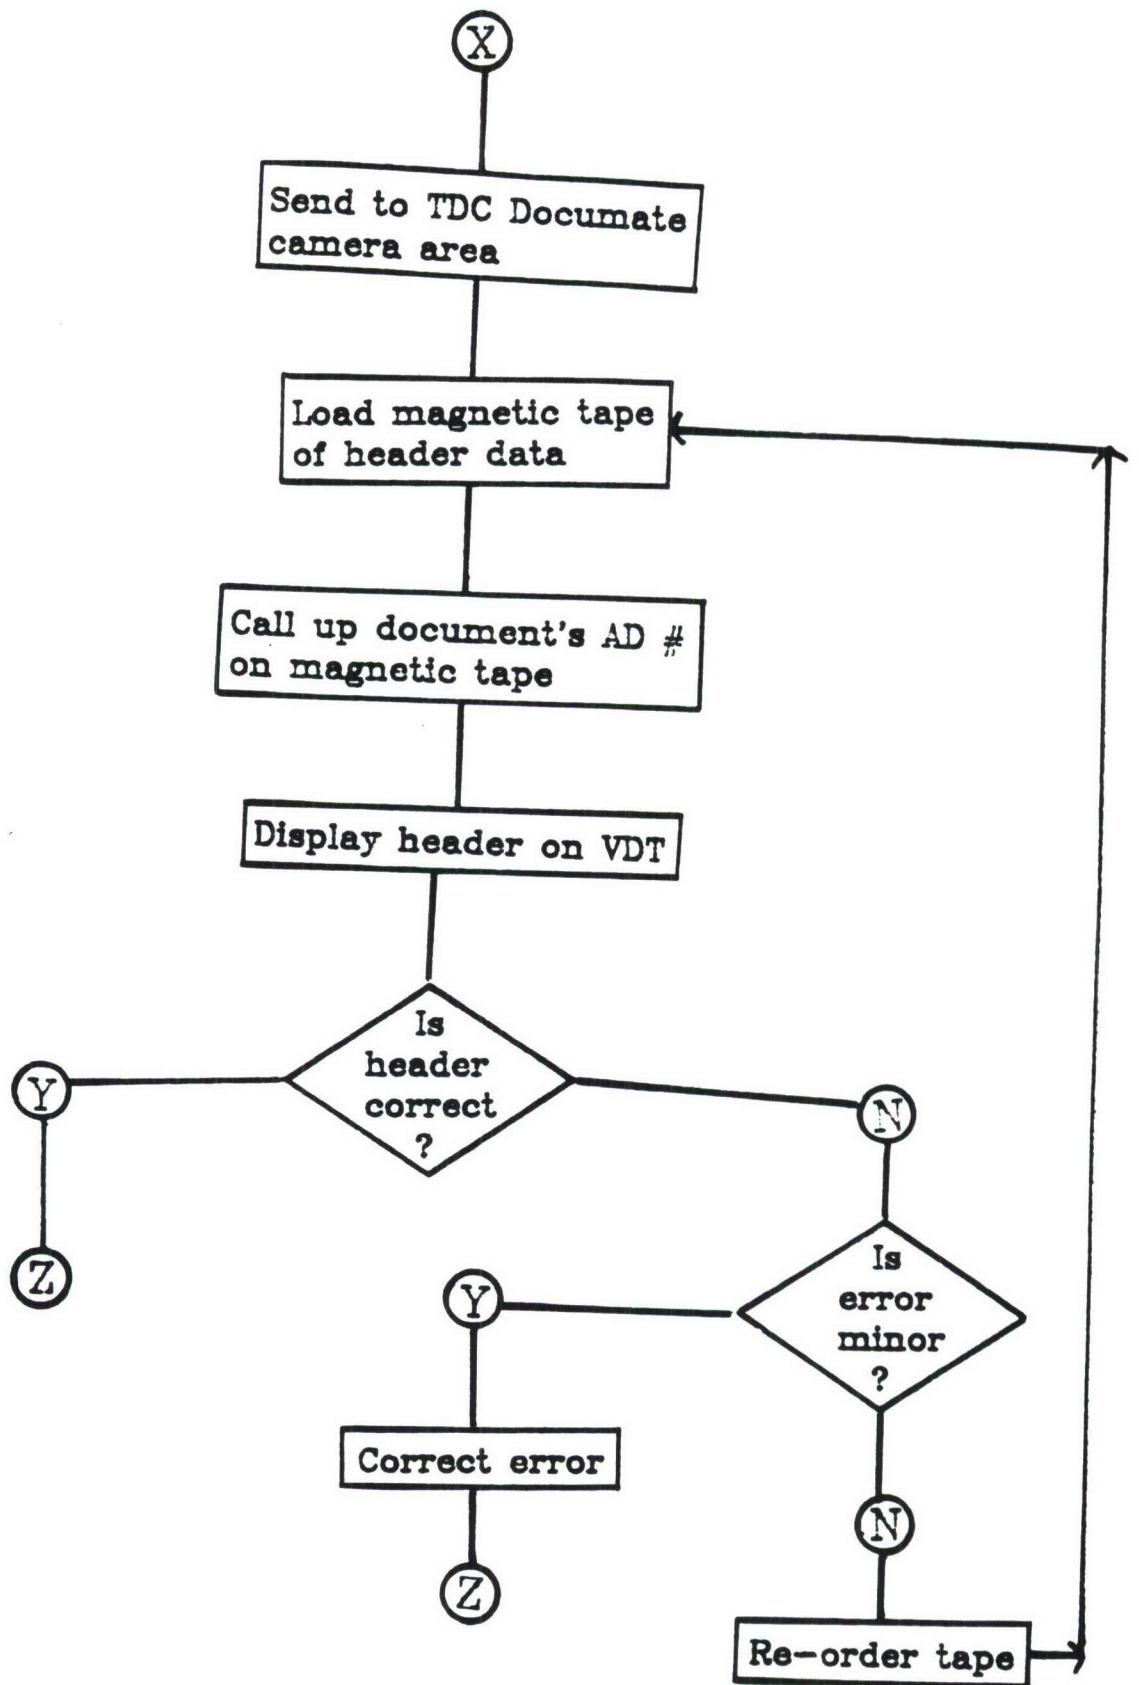 X
Send to TDC Documate
camera area
Load magnetic tape
of header data
Call up document's AD #
on magnetic tape
Display header on VDT
Is
header
correct
?
Y
N
Z
Is
error
minor
?
Y
Correct error
Z
N
Re-order tape